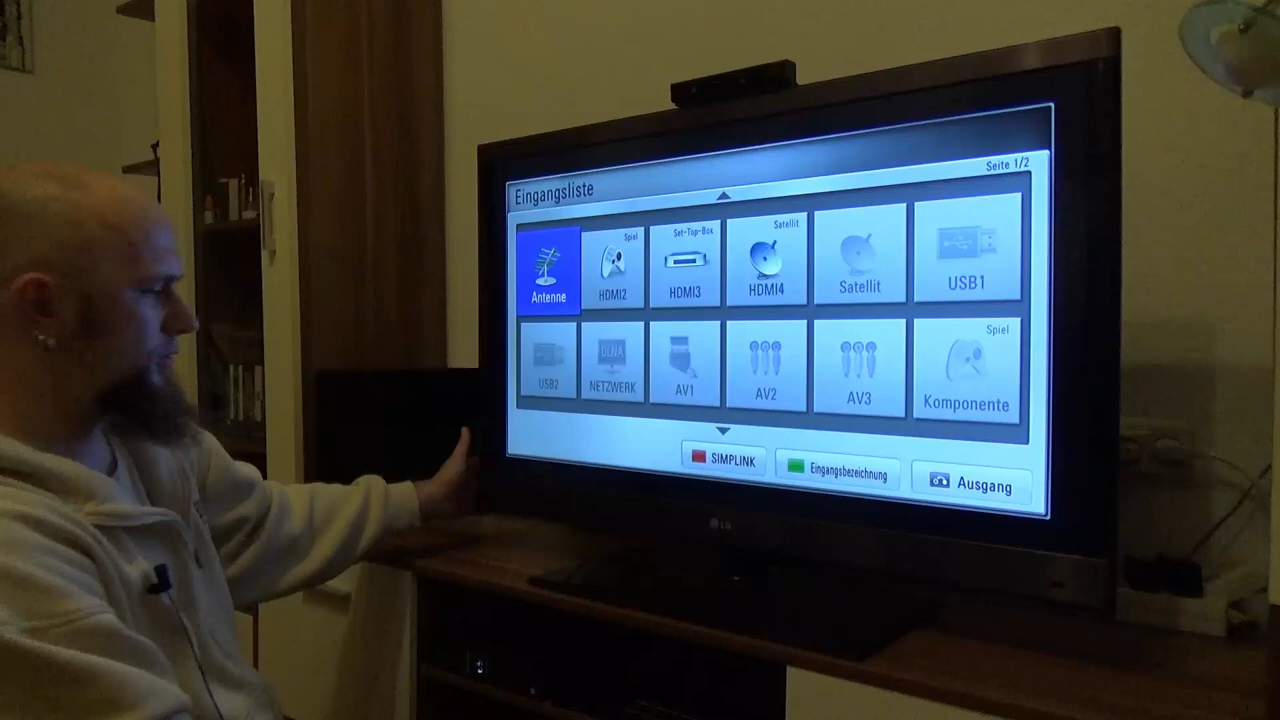 Eingangsliste
Seite 1/2
Antenne
Spiel
HDMI2
Set-Top-Box
HDMI3
Satellit
HDMI4
Satellit
USB1
USB2
DLNA
NETZWERK
AV1
AV2
AV3
Spiel
Komponente
SIMPLINK
Eingangsbezeichnung
Ausgang
LG